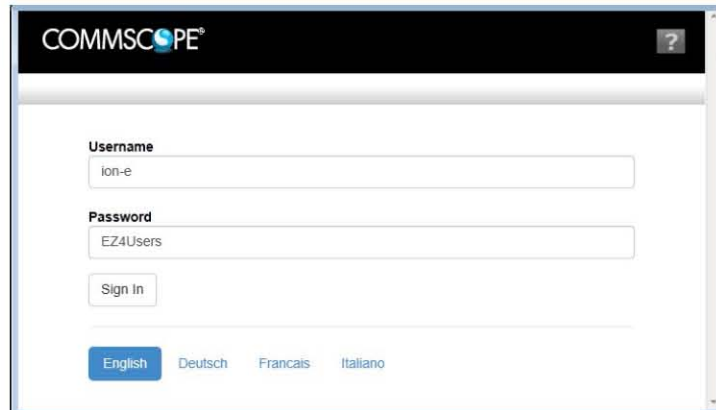 COMMSCOPE®
?
Username
ion-e
Password
EZ4Users
Sign In
English Deutsch Francais Italiano